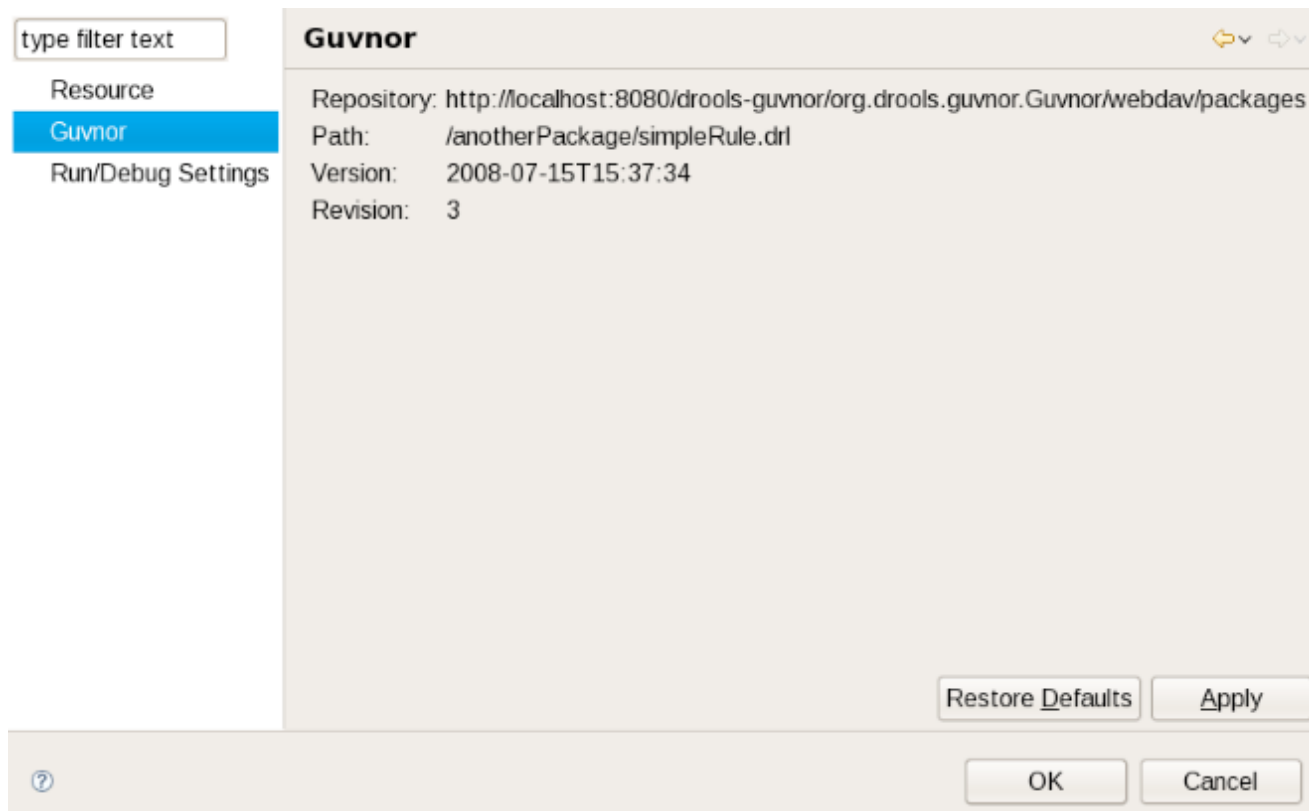 type filter text
Resource
Guvnor
Run/Debug Settings
Guvnor
Repository: http://localhost:8080/drools-guvnor/org.drools.guvnor.Guvnor/webdav/packages
Path: /anotherPackage/simpleRule.drl
Version: 2008-07-15T15:37:34
Revision: 3
Restore Defaults Apply
? OK Cancel